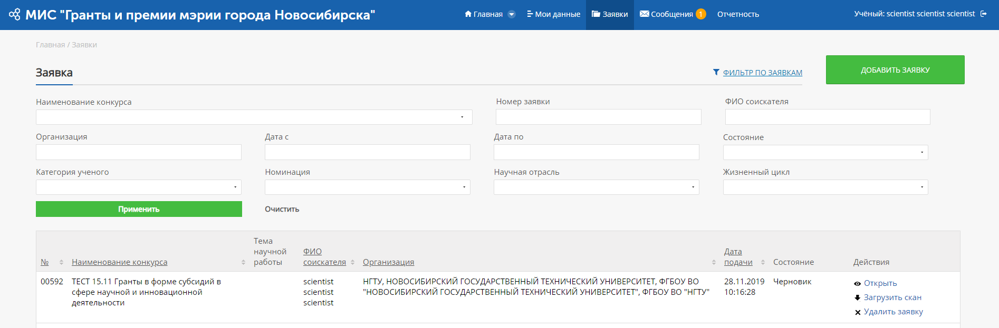 МИС "Гранты и премии мэрии города Новосибирска"
Главная
Мои данные
Заявки
Сообщения 1
Отчетность
Учёный: scientist scientist scientist
Главная / Заявки
Заявка
ФИЛЬТР ПО ЗАЯВКАМ
ДОБАВИТЬ ЗАЯВКУ
Наименование конкурса
Номер заявки
ФИО соискателя
Организация
Дата с
Дата по
Состояние
Категория ученого
Номинация
Научная отрасль
Жизненный цикл
Применить
Очистить
№
Наименование конкурса
Тема
научной
работы
ФИО
соискателя
Организация
Дата
подачи
Состояние
Действия
00592
ТЕСТ 15.11 Гранты в форме субсидий в
сфере научной и инновационной
деятельности
scientist
scientist
scientist
НГТУ, НОВОСИБИРСКИЙ ГОСУДАРСТВЕННЫЙ ТЕХНИЧЕСКИЙ УНИВЕРСИТЕТ, ФГБОУ ВО
"НОВОСИБИРСКИЙ ГОСУДАРСТВЕННЫЙ ТЕХНИЧЕСКИЙ УНИВЕРСИТЕТ", ФГБОУ ВО "НГТУ"
28.11.2019
10:16:28
Черновик
Открыть
Загрузить скан
Удалить заявку